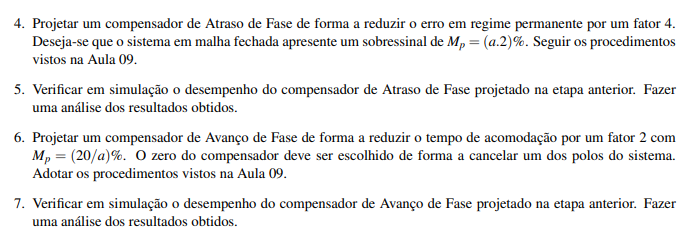 4. Projetar um compensador de Atraso de Fase de forma a reduzir o erro em regime permanente por um fator 4.
Deseja-se que o sistema em malha fechada apresente um sobressinal de Mp = (a.2)%. Seguir os procedimentos
vistos na Aula 09.
5. Verificar em simulação o desempenho do compensador de Atraso de Fase projetado na etapa anterior. Fazer
uma análise dos resultados obtidos.
6. Projetar um compensador de Avanço de Fase de forma a reduzir o tempo de acomodação por um fator 2 com
Mp = (20/a)%. O zero do compensador deve ser escolhido de forma a cancelar um dos polos do sistema.
Adotar os procedimentos vistos na Aula 09.
7. Verificar em simulação o desempenho do compensador de Avanço de Fase projetado na etapa anterior. Fazer
uma análise dos resultados obtidos.